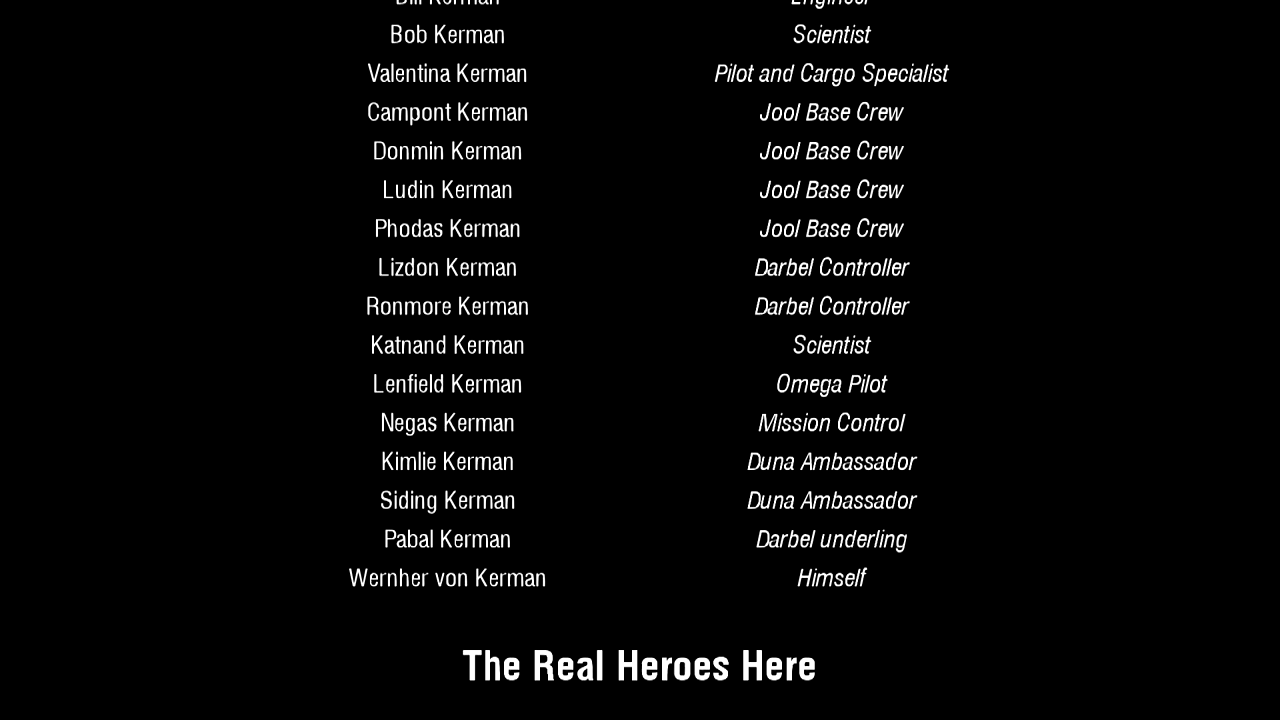 Bill Kerman Engineer
Bob Kerman Scientist
Valentina Kerman Pilot and Cargo Specialist
Campont Kerman Jool Base Crew
Donmin Kerman Jool Base Crew
Ludin Kerman Jool Base Crew
Phodas Kerman Jool Base Crew
Lizdon Kerman Darbel Controller
Ronmore Kerman Darbel Controller
Katnand Kerman Scientist
Lenfield Kerman Omega Pilot
Negas Kerman Mission Control
Kimlie Kerman Duna Ambassador
Siding Kerman Duna Ambassador
Pabal Kerman Darbel underling
Wernher von Kerman Himself
The Real Heroes Here